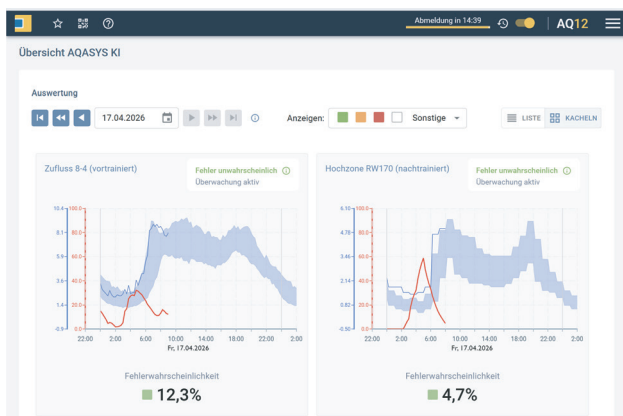 Abmeldung in 14:39
AQ12
Übersicht AQASYS KI
Auswertung
17.04.2026
Anzeigen:
Sonstige
LISTE
KACHELN
Zufluss 8-4 (vortrainiert)
Fehler unwahrscheinlich
Überwachung aktiv
10.4 100.0
8.1 80.0
5.9 60.0
3.6 40.0
1.4 20.0
-0.9 0.0
22:00 2:00 6:00 10:00 14:00 18:00 22:00 2:00
Fr, 17.04.2026
Fehlerwahrscheinlichkeit
12,3%
Hochzone RW170 (nachtrainiert)
Fehler unwahrscheinlich
Überwachung aktiv
6.10 100.0
4.78 80.0
3.46 60.0
2.14 40.0
0.82 20.0
-0.50 0.0
22:00 2:00 6:00 10:00 14:00 18:00 22:00 2:00
Fr, 17.04.2026
Fehlerwahrscheinlichkeit
4,7%